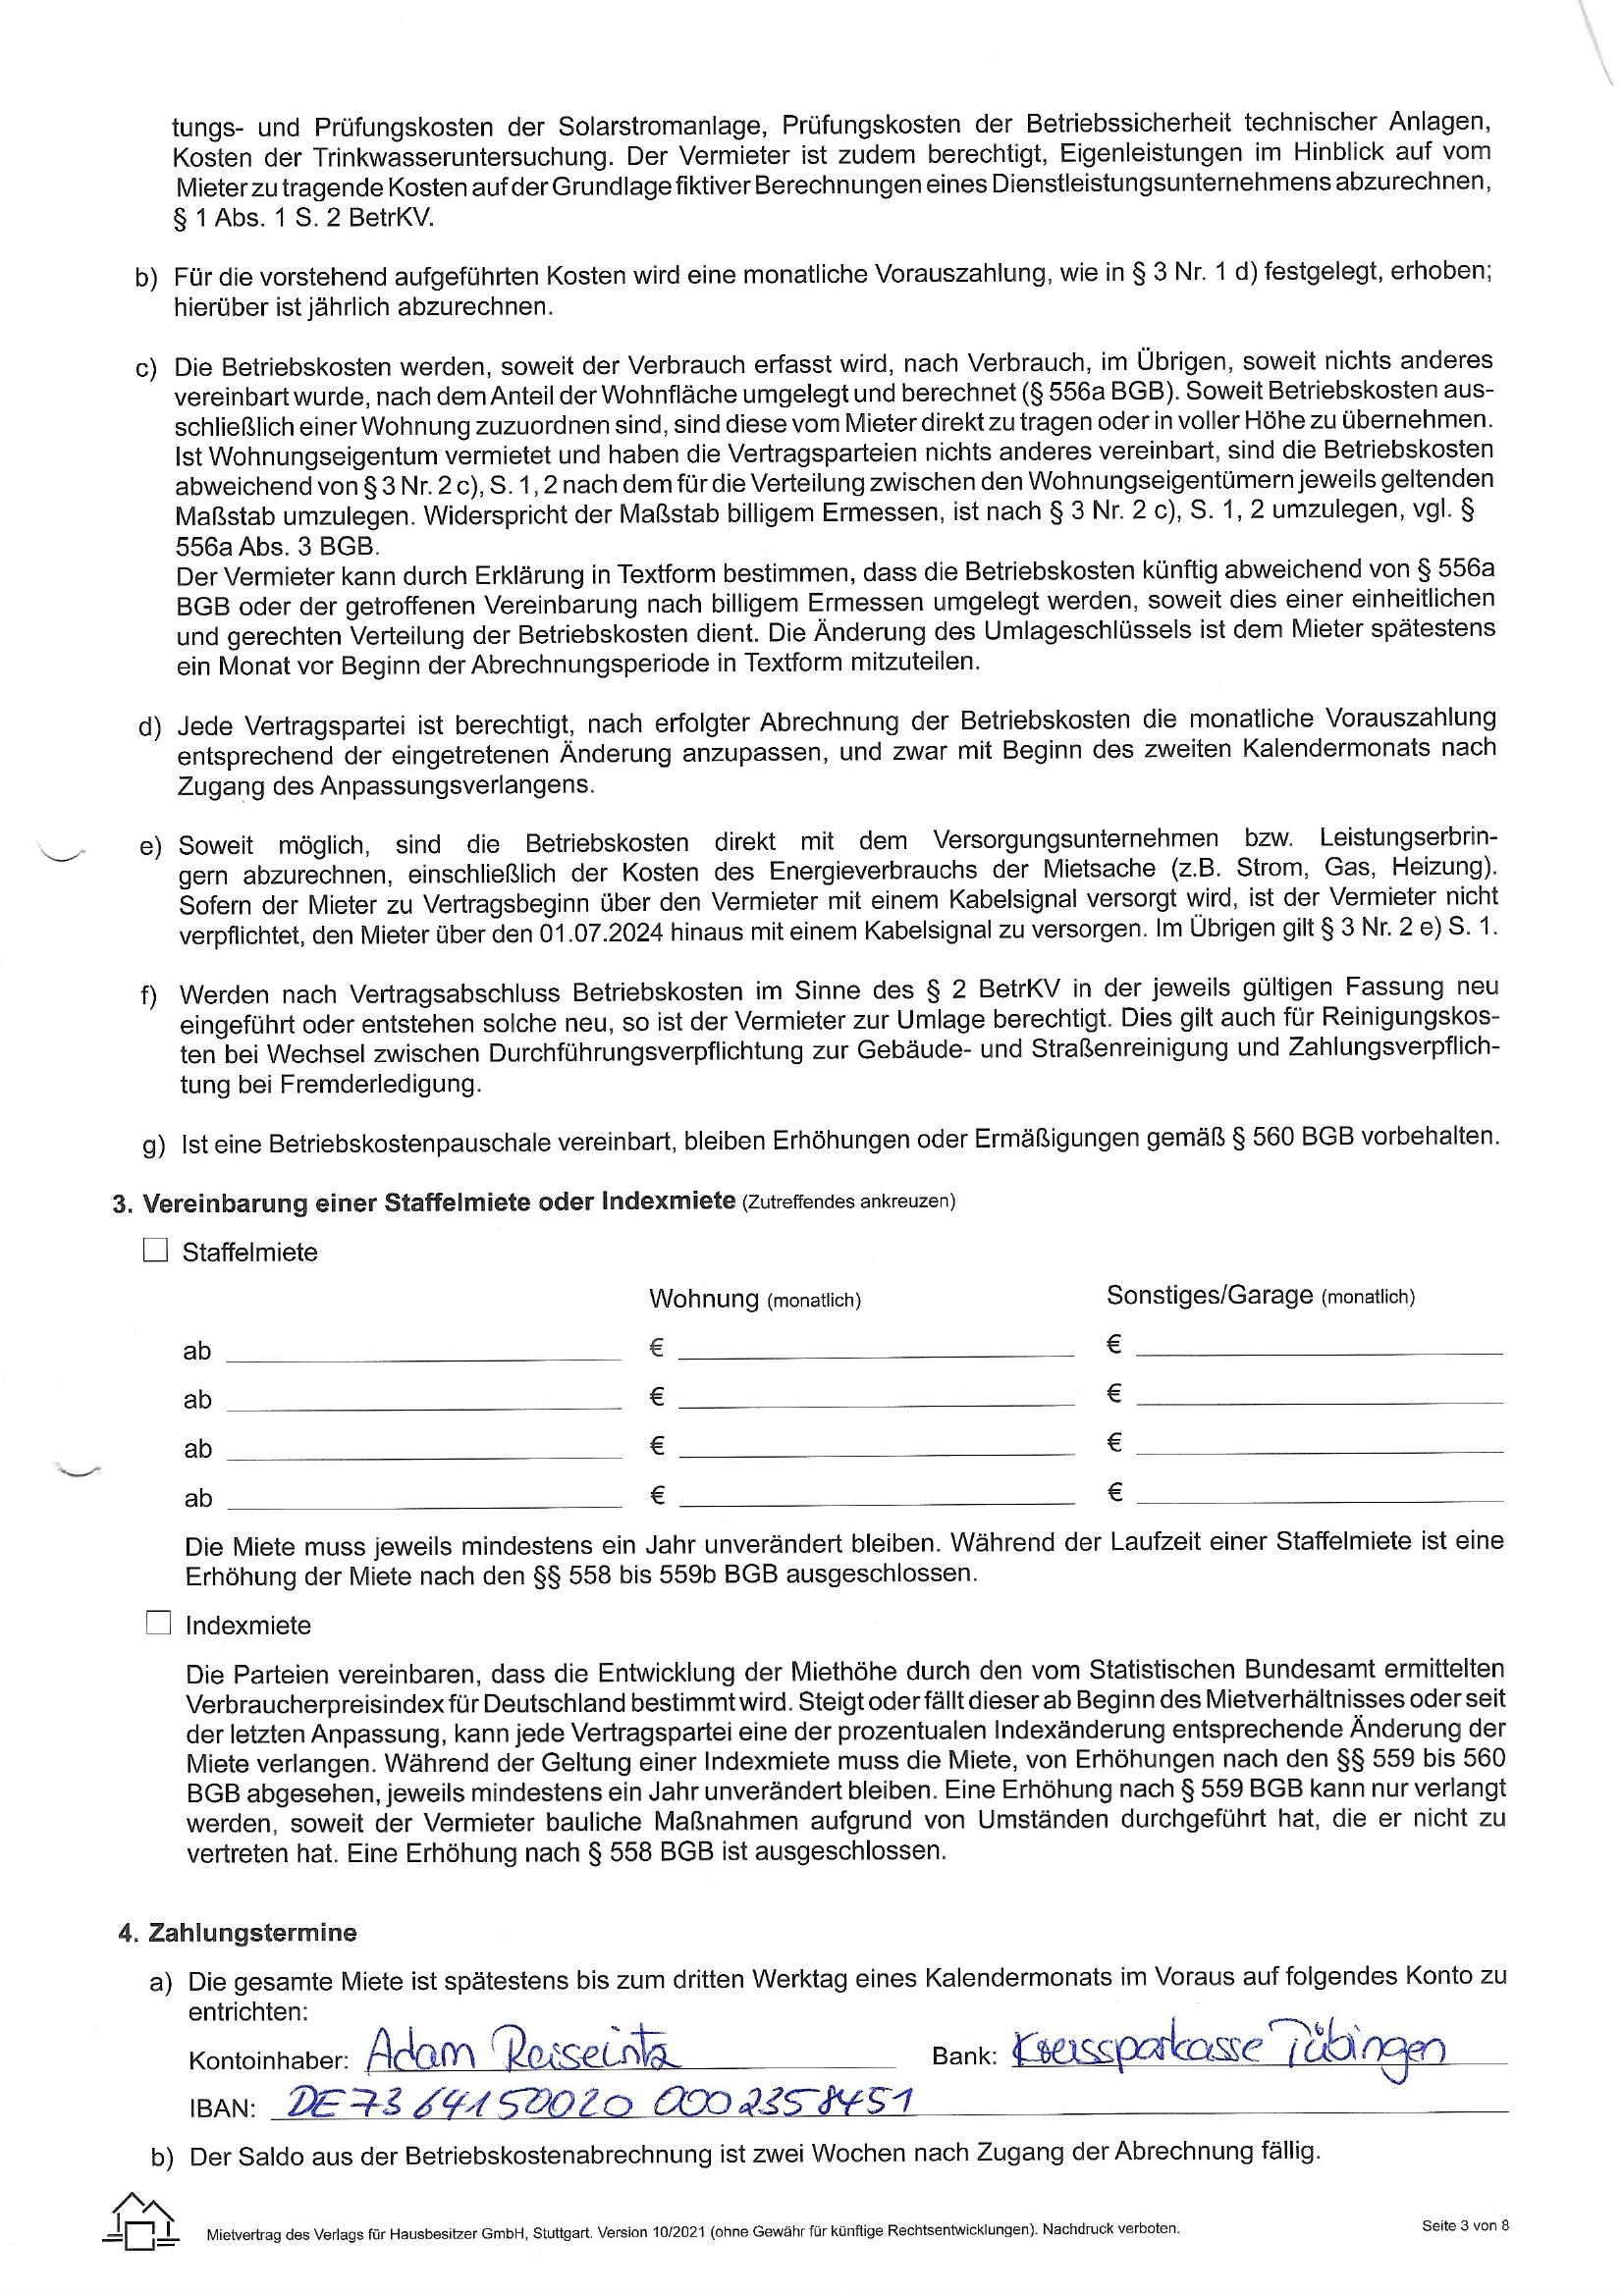 tungs- und Prüfungskosten der Solarstromanlage, Prüfungskosten der Betriebssicherheit technischer Anlagen,
Kosten der Trinkwasseruntersuchung. Der Vermieter ist zudem berechtigt, Eigenleistungen im Hinblick auf vom
Mieter zu tragende Kosten auf der Grundlage fiktiver Berechnungen eines Dienstleistungsunternehmens abzurechnen,
§ 1 Abs. 1 S. 2 BetrKV.
b) Für die vorstehend aufgeführten Kosten wird eine monatliche Vorauszahlung, wie in § 3 Nr. 1 d) festgelegt, erhoben;
hierüber ist jährlich abzurechnen.
c) Die Betriebskosten werden, soweit der Verbrauch erfasst wird, nach Verbrauch, im Übrigen, soweit nichts anderes
vereinbart wurde, nach dem Anteil der Wohnfläche umgelegt und berechnet (§ 556a BGB). Soweit Betriebskosten aus-
schließlich einer Wohnung zuzuordnen sind, sind diese vom Mieter direkt zu tragen oder in voller Höhe zu übernehmen.
Ist Wohnungseigentum vermietet und haben die Vertragsparteien nichts anderes vereinbart, sind die Betriebskosten
abweichend von § 3 Nr. 2 c), S. 1, 2 nach dem für die Verteilung zwischen den Wohnungseigentümern jeweils geltenden
Maßstab umzulegen. Widerspricht der Maßstab billigem Ermessen, ist nach § 3 Nr. 2 c), S. 1, 2 umzulegen, vgl. §
556a Abs. 3 BGB.
Der Vermieter kann durch Erklärung in Textform bestimmen, dass die Betriebskosten künftig abweichend von § 556a
BGB oder der getroffenen Vereinbarung nach billigem Ermessen umgelegt werden, soweit dies einer einheitlichen
und gerechten Verteilung der Betriebskosten dient. Die Änderung des Umlageschlüssels ist dem Mieter spätestens
ein Monat vor Beginn der Abrechnungsperiode in Textform mitzuteilen.
d) Jede Vertragspartei ist berechtigt, nach erfolgter Abrechnung der Betriebskosten die monatliche Vorauszahlung
entsprechend der eingetretenen Änderung anzupassen, und zwar mit Beginn des zweiten Kalendermonats nach
Zugang des Anpassungsverlangens.
e) Soweit möglich, sind die Betriebskosten direkt mit dem Versorgungsunternehmen bzw. Leistungserbrin-
gern abzurechnen, einschließlich der Kosten des Energieverbrauchs der Mietsache (z.B. Strom, Gas, Heizung).
Sofern der Mieter zu Vertragsbeginn über den Vermieter mit einem Kabelsignal versorgt wird, ist der Vermieter nicht
verpflichtet, den Mieter über den 01.07.2024 hinaus mit einem Kabelsignal zu versorgen. Im Übrigen gilt § 3 Nr. 2 e) S. 1.
f) Werden nach Vertragsabschluss Betriebskosten im Sinne des § 2 BetrKV in der jeweils gültigen Fassung neu
eingeführt oder entstehen solche neu, so ist der Vermieter zur Umlage berechtigt. Dies gilt auch für Reinigungskos-
ten bei Wechsel zwischen Durchführungsverpflichtung zur Gebäude- und Straßenreinigung und Zahlungsverpflich-
tung bei Fremderledigung.
g) Ist eine Betriebskostenpauschale vereinbart, bleiben Erhöhungen oder Ermäßigungen gemäß § 560 BGB vorbehalten.
3. Vereinbarung einer Staffelmiete oder Indexmiete (Zutreffendes ankreuzen)
Staffelmiete
Wohnung (monatlich) Sonstiges/Garage (monatlich)
ab € €
ab € €
ab € €
ab € €
Die Miete muss jeweils mindestens ein Jahr unverändert bleiben. Während der Laufzeit einer Staffelmiete ist eine
Erhöhung der Miete nach den §§ 558 bis 559b BGB ausgeschlossen.
Indexmiete
Die Parteien vereinbaren, dass die Entwicklung der Miethöhe durch den vom Statistischen Bundesamt ermittelten
Verbraucherpreisindex für Deutschland bestimmt wird. Steigt oder fällt dieser ab Beginn des Mietverhältnisses oder seit
der letzten Anpassung, kann jede Vertragspartei eine der prozentualen Indexänderung entsprechende Änderung der
Miete verlangen. Während der Geltung einer Indexmiete muss die Miete, von Erhöhungen nach den §§ 559 bis 560
BGB abgesehen, jeweils mindestens ein Jahr unverändert bleiben. Eine Erhöhung nach § 559 BGB kann nur verlangt
werden, soweit der Vermieter bauliche Maßnahmen aufgrund von Umständen durchgeführt hat, die er nicht zu
vertreten hat. Eine Erhöhung nach § 558 BGB ist ausgeschlossen.
4. Zahlungstermine
a) Die gesamte Miete ist spätestens bis zum dritten Werktag eines Kalendermonats im Voraus auf folgendes Konto zu
entrichten:
Kontoinhaber: Adam Bank: Kreissparkasse Tübingen
IBAN: DE73 64150020 0002358451
b) Der Saldo aus der Betriebskostenabrechnung ist zwei Wochen nach Zugang der Abrechnung fällig.
Mietvertrag des Verlags für Hausbesitzer GmbH, Stuttgart. Version 10/2021 (ohne Gewähr für künftige Rechtsentwicklungen). Nachdruck verboten. Seite 3 von 8